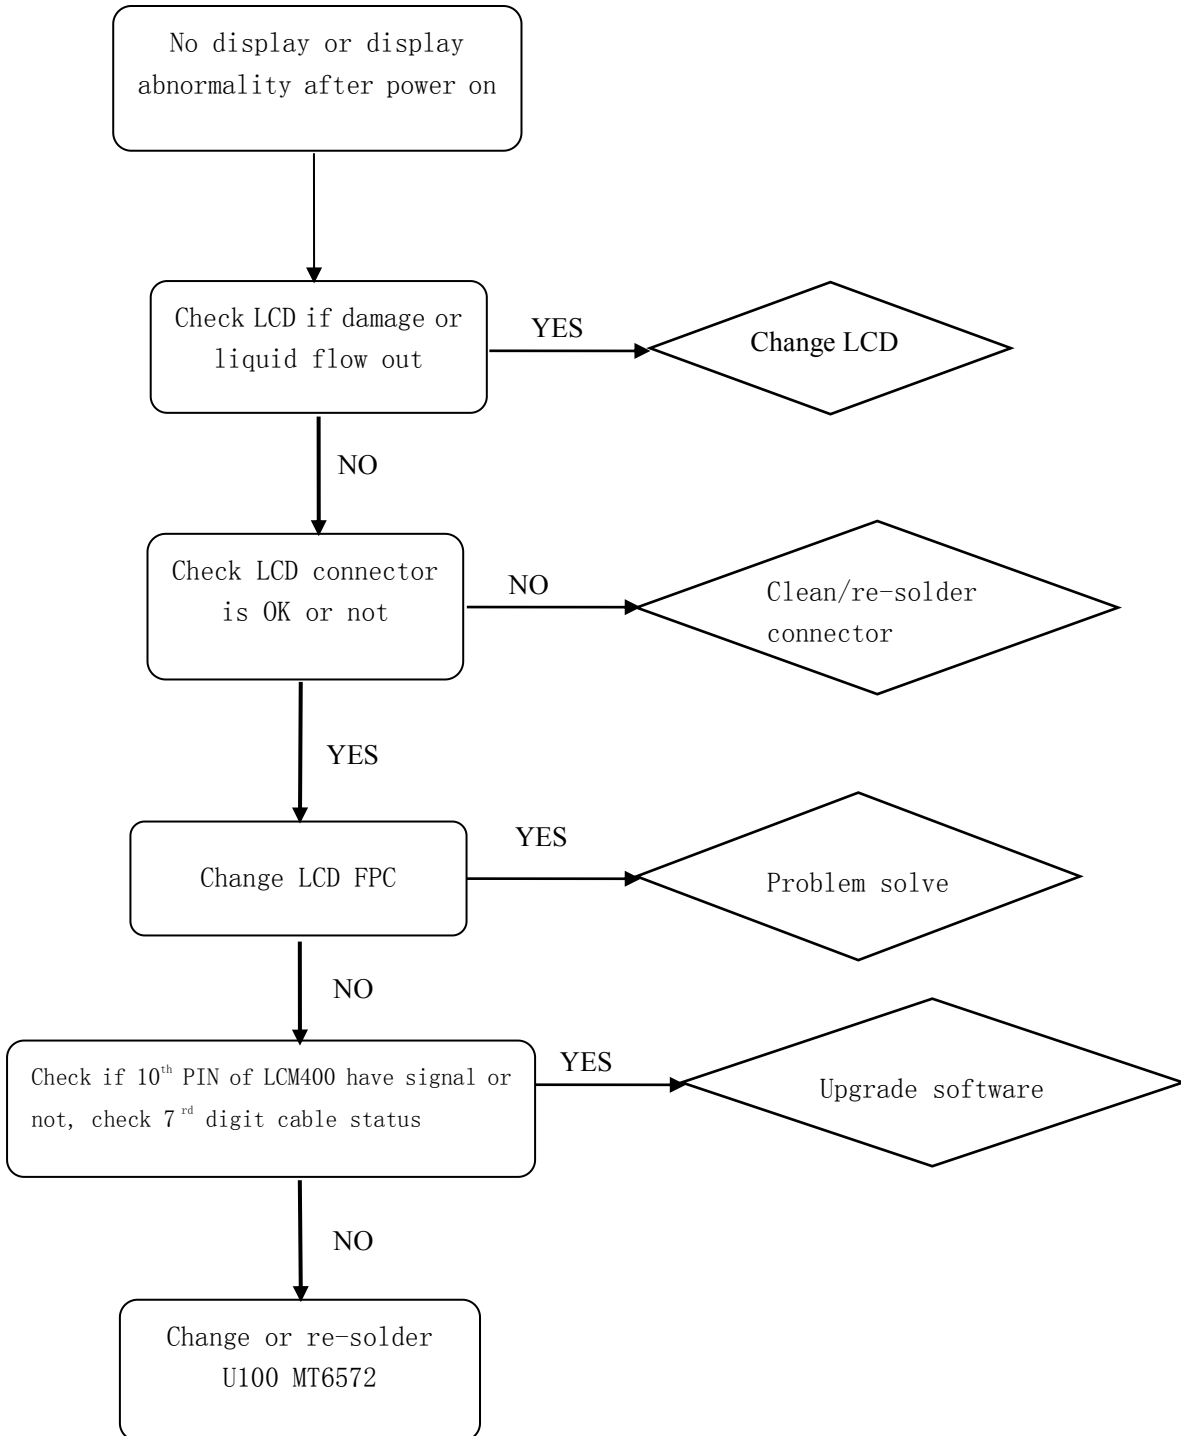 No display or display
abnormality after power on
Check LCD if damage or
liquid flow out
YES
Change LCD
NO
Check LCD connector
is OK or not
NO
Clean/re-solder
connector
YES
Change LCD FPC
YES
Problem solve
NO
Check if 10th PIN of LCM400 have signal or
not, check 7 rd digit cable status
YES
Upgrade software
NO
Change or re-solder
U100 MT6572